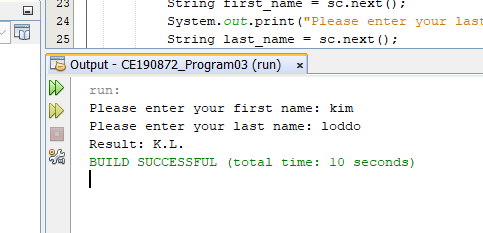 23 String first_name = sc.next();
24 System.out.print("Please enter your last
25 String last_name = sc.next();
Output - CE190872_Program03 (run) ×
run:
Please enter your first name: kim
Please enter your last name: loddo
Result: K.L.
BUILD SUCCESSFUL (total time: 10 seconds)